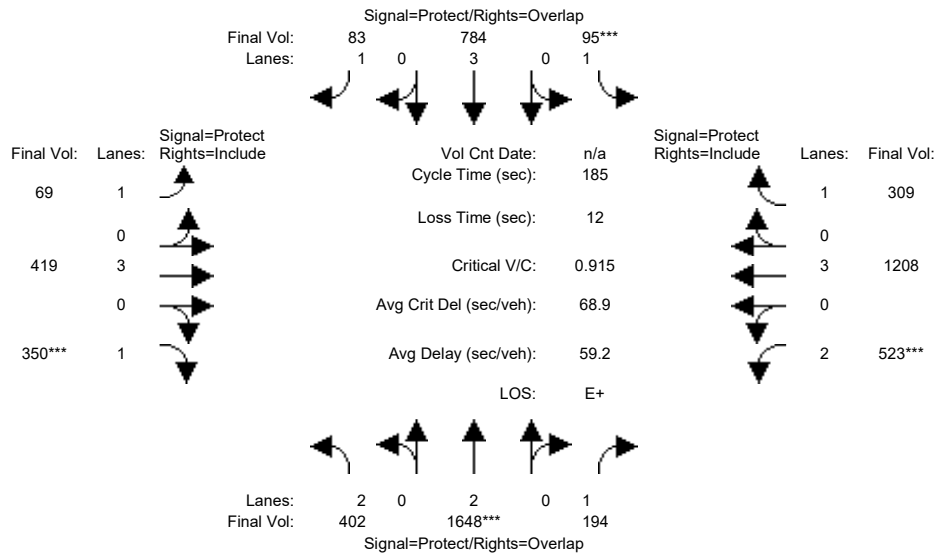 Signal=Protect/Rights=Overlap
Final Vol: 83 784 95***
Lanes: 1 0 3 0 1
Signal=Protect
Final Vol: Lanes: Rights=Include
Vol Cnt Date: n/a
Signal=Protect
Rights=Include Lanes: Final Vol:
Cycle Time (sec): 185
69 1
1 309
Loss Time (sec): 12
0
0
419 3
Critical V/C: 0.915
3 1208
0
Avg Crit Del (sec/veh): 68.9
0
350*** 1
Avg Delay (sec/veh): 59.2
2 523***
LOS: E+
Lanes: 2 0 2 0 1
Final Vol: 402 1648*** 194
Signal=Protect/Rights=Overlap